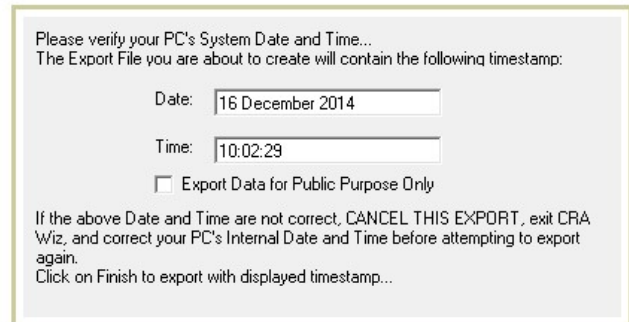 Please verify your PC's System Date and Time...
The Export File you are about to create will contain the following timestamp:
Date: 16 December 2014
Time: 10:02:29
Export Data for Public Purpose Only
If the above Date and Time are not correct, CANCEL THIS EXPORT, exit CRA
Wiz, and correct your PC's Internal Date and Time before attempting to export
again.
Click on Finish to export with displayed timestamp...